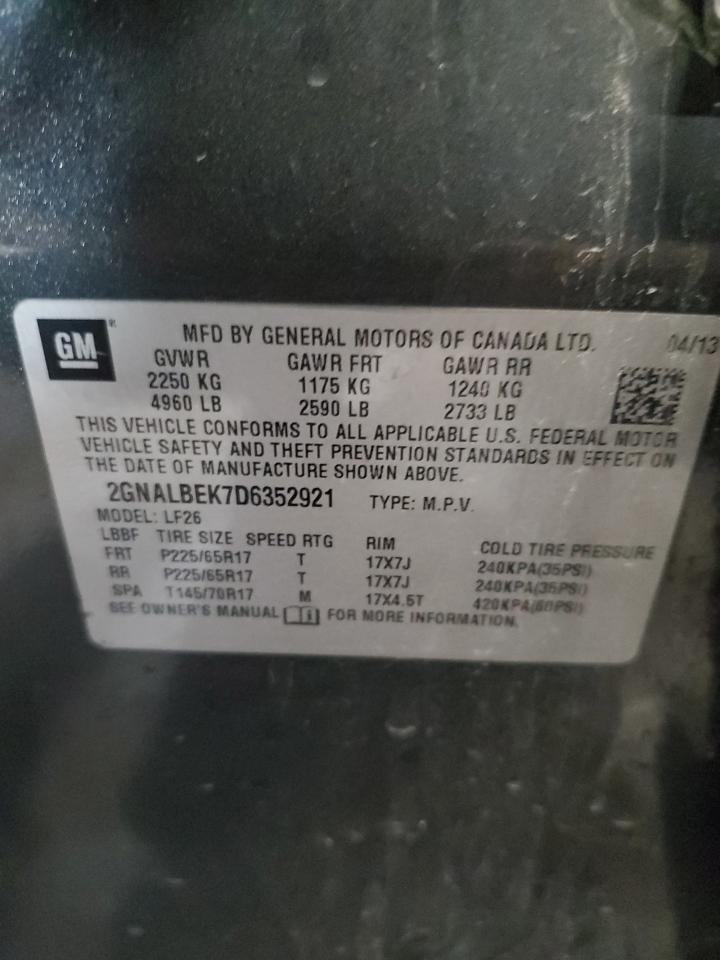 GM
MFD BY GENERAL MOTORS OF CANADA LTD. 04/13
GVWR GAWR FRT GAWR RR
2250 KG 1175 KG 1240 KG
4960 LB 2590 LB 2733 LB
THIS VEHICLE CONFORMS TO ALL APPLICABLE U.S. FEDERAL MOTOR
VEHICLE SAFETY AND THEFT PREVENTION STANDARDS IN EFFECT ON
THE DATE OF MANUFACTURE SHOWN ABOVE.
2GNALBEK7D6352921 TYPE: M.P.V.
MODEL: LF26
LBBF TIRE SIZE SPEED RTG RIM COLD TIRE PRESSURE
FRT P225/65R17 T 17X7J 240KPA(35PSI)
RR P225/65R17 T 17X7J 240KPA(35PSI)
SPA T145/70R17 M 17X4.5T 420KPA(60PSI)
SEE OWNER'S MANUAL FOR MORE INFORMATION.